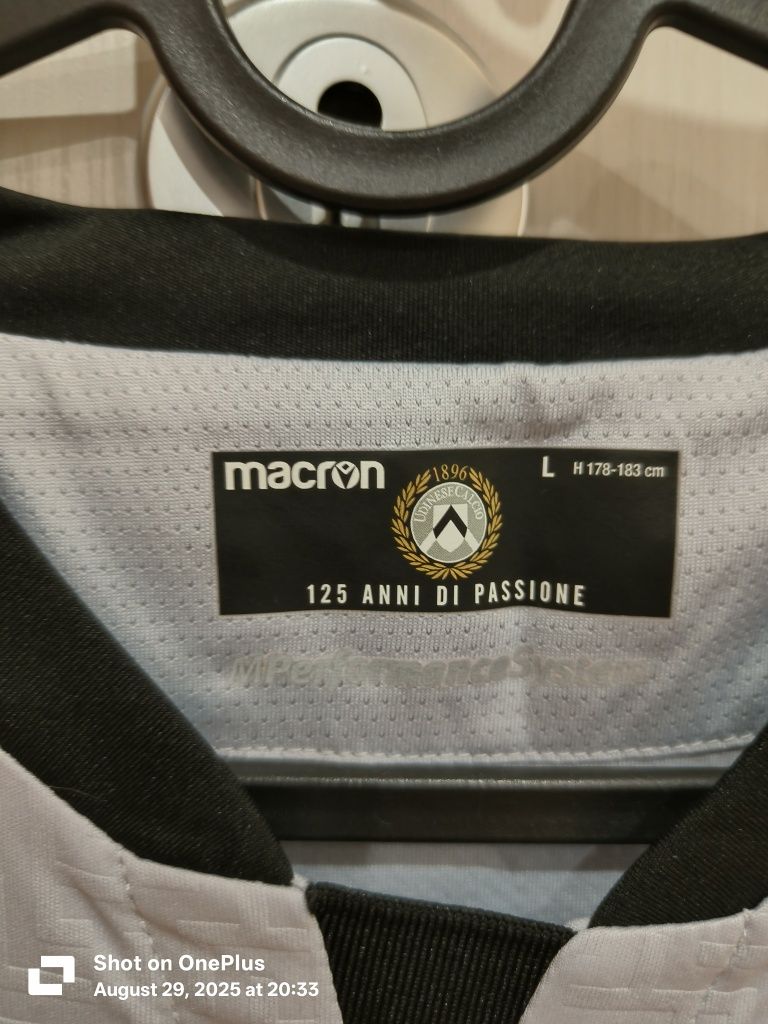 macron
L H 178-183 cm
1896
UDINESE CALCIO
125 ANNI DI PASSIONE
MPerformanceSystem
Shot on OnePlus
August 29, 2025 at 20:33